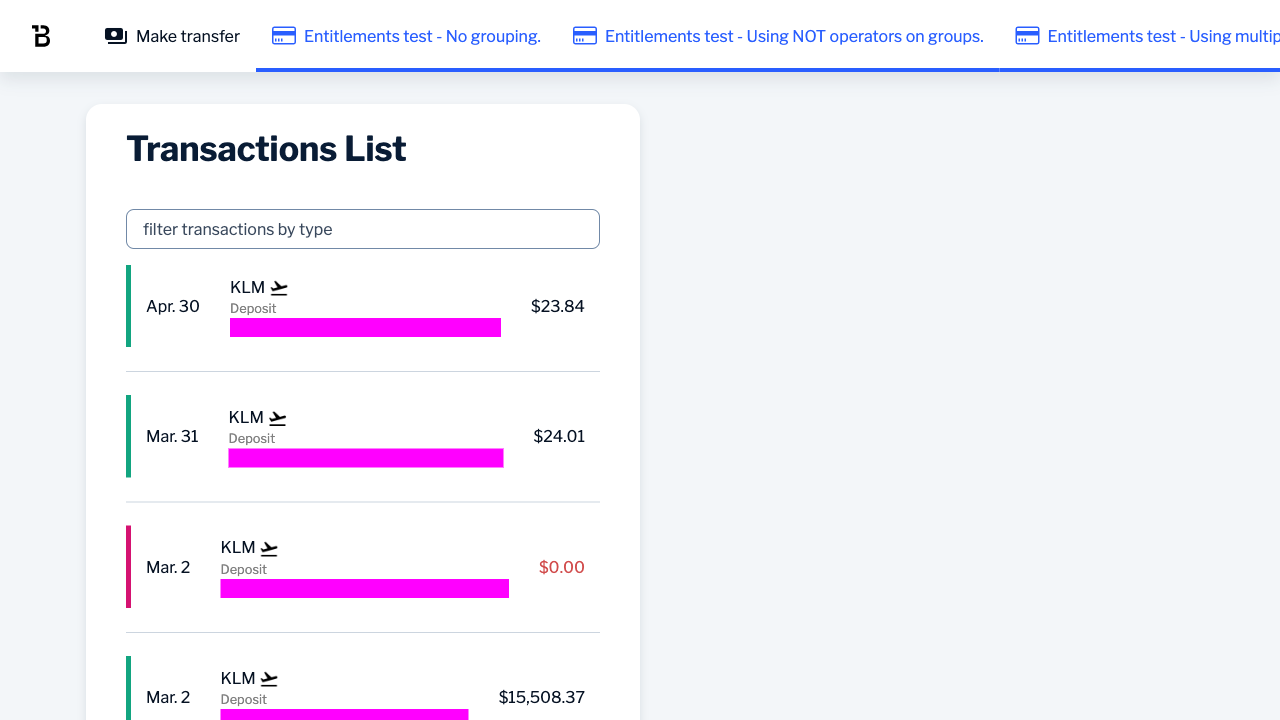 Make transfer
Entitlements test - No grouping.
Entitlements test - Using NOT operators on groups.
Entitlements test - Using multip
Transactions List
filter transactions by type
Apr. 30
KLM
Deposit
$23.84
Mar. 31
KLM
Deposit
$24.01
Mar. 2
KLM
Deposit
$0.00
Mar. 2
KLM
Deposit
$15,508.37